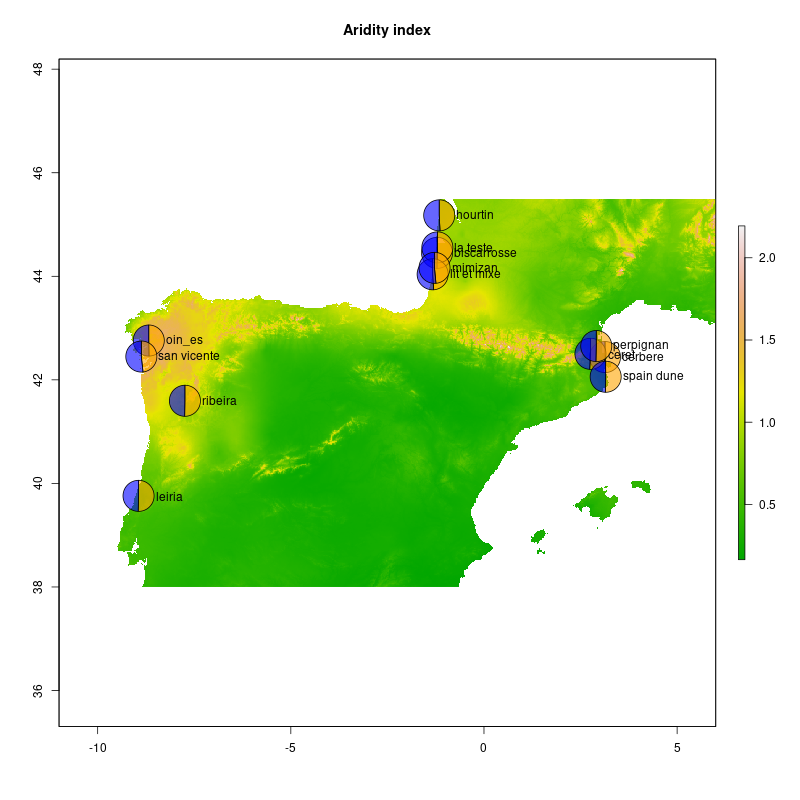 Aridity index
48
46
44
42
40
38
36
-10
-5
0
5
2.0
1.5
1.0
0.5
hourtin
la teste
biscarrosse
mimizan
lit et mixe
oin_es
san vicente
ribeira
leiria
perpignan
ceret
cerbere
spain dune